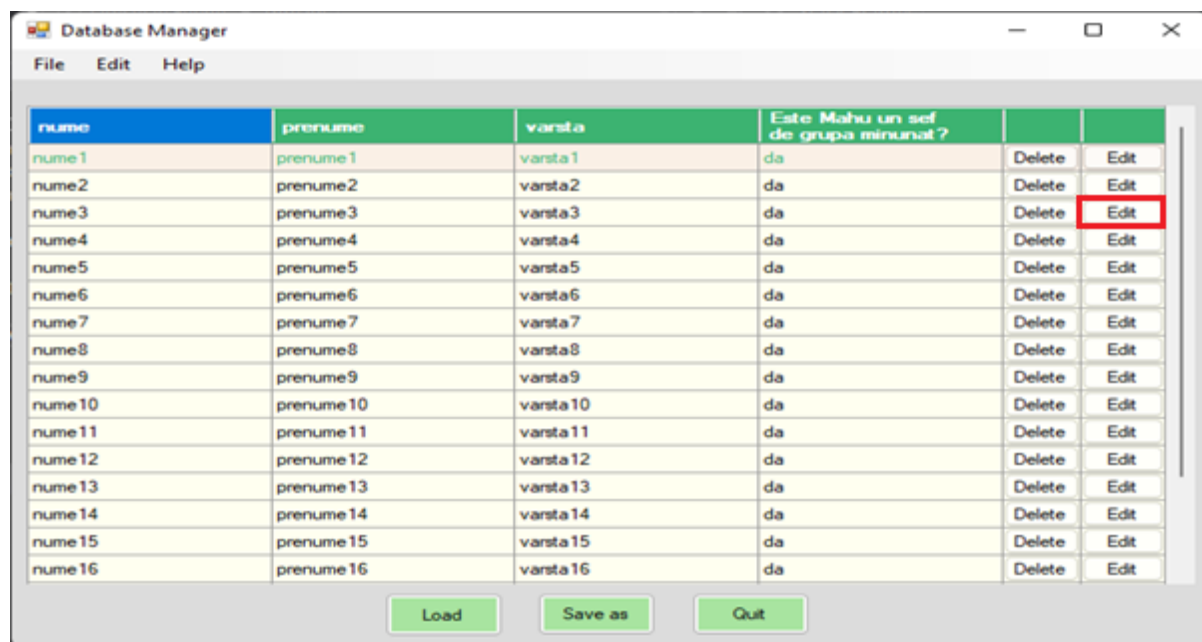 Database Manager
File Edit Help
nume prenume varsta Este Mahu un sef
de grupa minunat?
nume1 prenume1 varsta1 da Delete Edit
nume2 prenume2 varsta2 da Delete Edit
nume3 prenume3 varsta3 da Delete Edit
nume4 prenume4 varsta4 da Delete Edit
nume5 prenume5 varsta5 da Delete Edit
nume6 prenume6 varsta6 da Delete Edit
nume7 prenume7 varsta7 da Delete Edit
nume8 prenume8 varsta8 da Delete Edit
nume9 prenume9 varsta9 da Delete Edit
nume10 prenume10 varsta10 da Delete Edit
nume11 prenume11 varsta11 da Delete Edit
nume12 prenume12 varsta12 da Delete Edit
nume13 prenume13 varsta13 da Delete Edit
nume14 prenume14 varsta14 da Delete Edit
nume15 prenume15 varsta15 da Delete Edit
nume16 prenume16 varsta16 da Delete Edit
Load Save as Quit